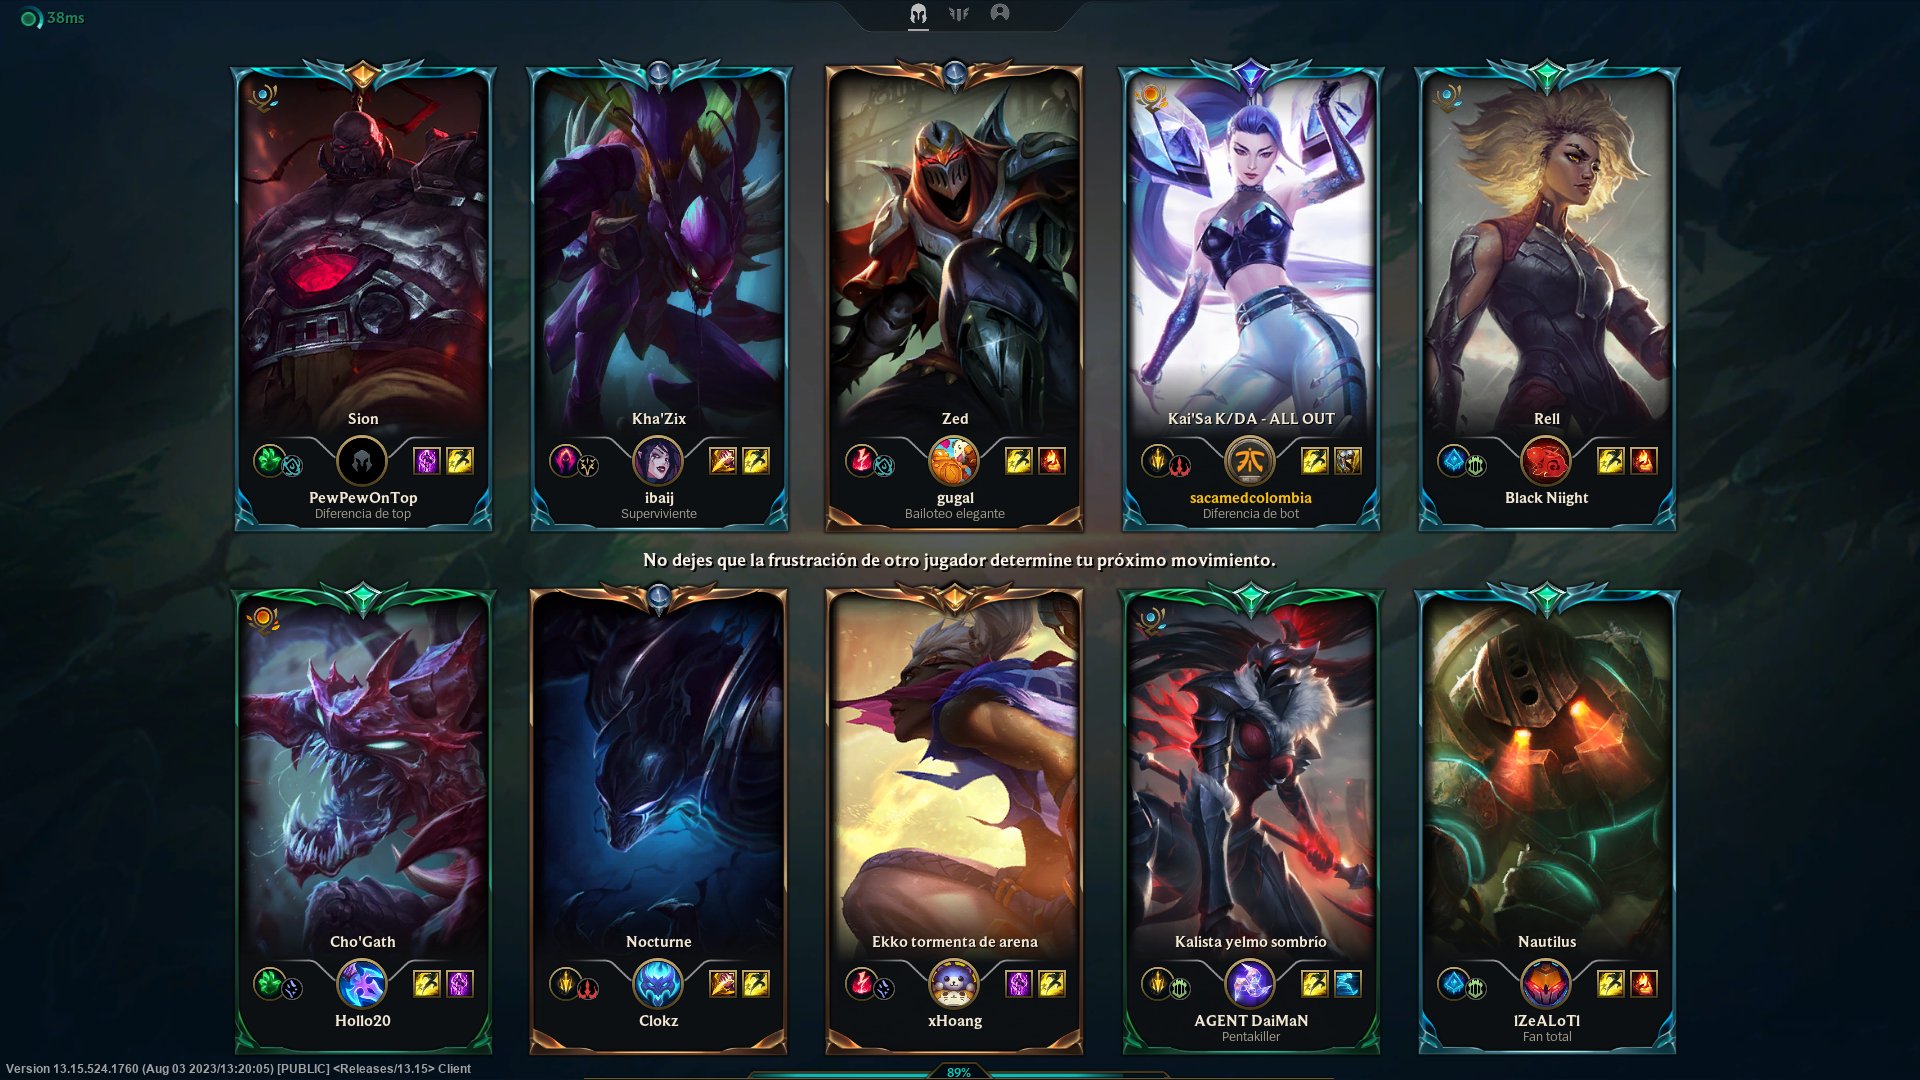 38ms
Sion
PewPewOnTop
Diferencia de top
Kha'Zix
ibaij
Superviviente
Zed
gugal
Bailoteo elegante
Kai'Sa K/DA - ALL OUT
sacamedcolombia
Diferencia de bot
Rell
Black Niight
No dejes que la frustración de otro jugador determine tu próximo movimiento.
Cho'Gath
Hollo20
Nocturne
Clokz
Ekko tormenta de arena
xHoang
Kalista yelmo sombrío
AGENT DaiMaN
Pentakiller
Nautilus
lZeALoTl
Fan total
Version 13.15.524.1760 (Aug 03 2023/13:20:05) [PUBLIC] <Releases/13.15> Client
89%